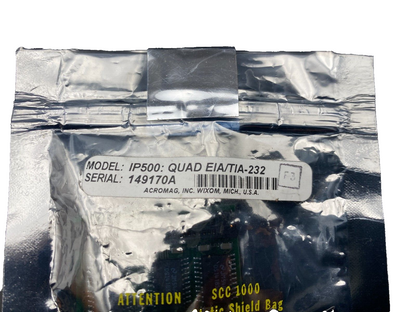 MODEL: IP500: QUAD EIA/TIA-232
SERIAL: 149170A
ACROMAG, INC. WIXOM, MICH., U.S.A.
ATTENTION SCC 1000
Static Shield Bag